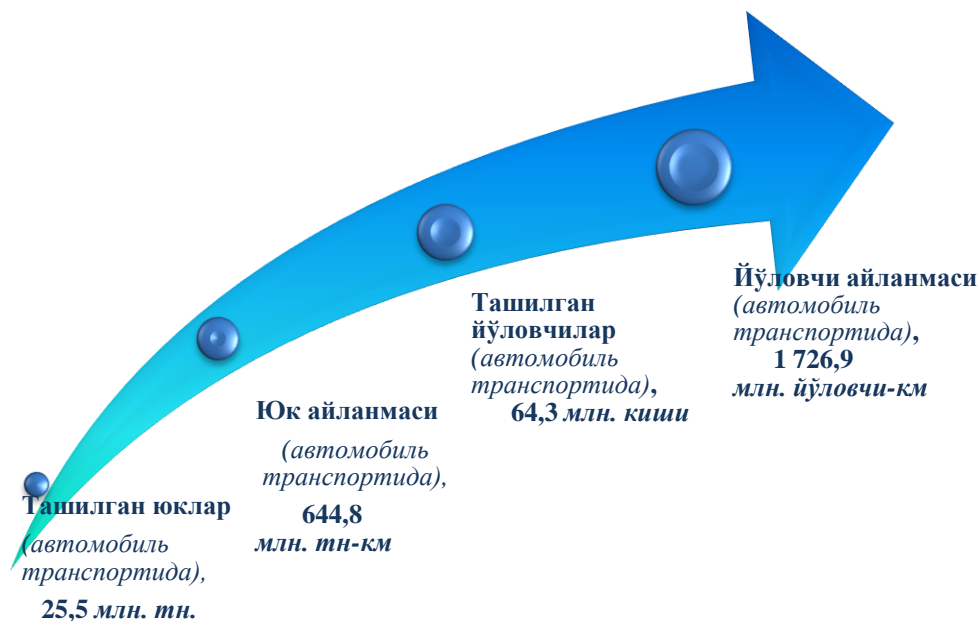 Ташилган юклар
(автомобиль
транспортида),
25,5 млн. тн.
Юк айланмаси
(автомобиль
транспортида),
644,8
млн. тн-км
Ташилган
йўловчилар
(автомобиль
транспортида),
64,3 млн. киши
Йўловчи айланмаси
(автомобиль
транспортида),
1 726,9
млн. йўловчи-км